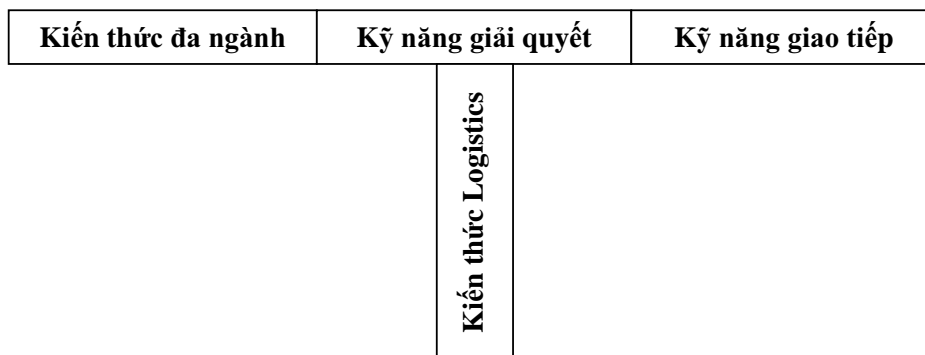 Kiến thức đa ngành
Kỹ năng giải quyết
Kỹ năng giao tiếp
Kiến thức Logistics